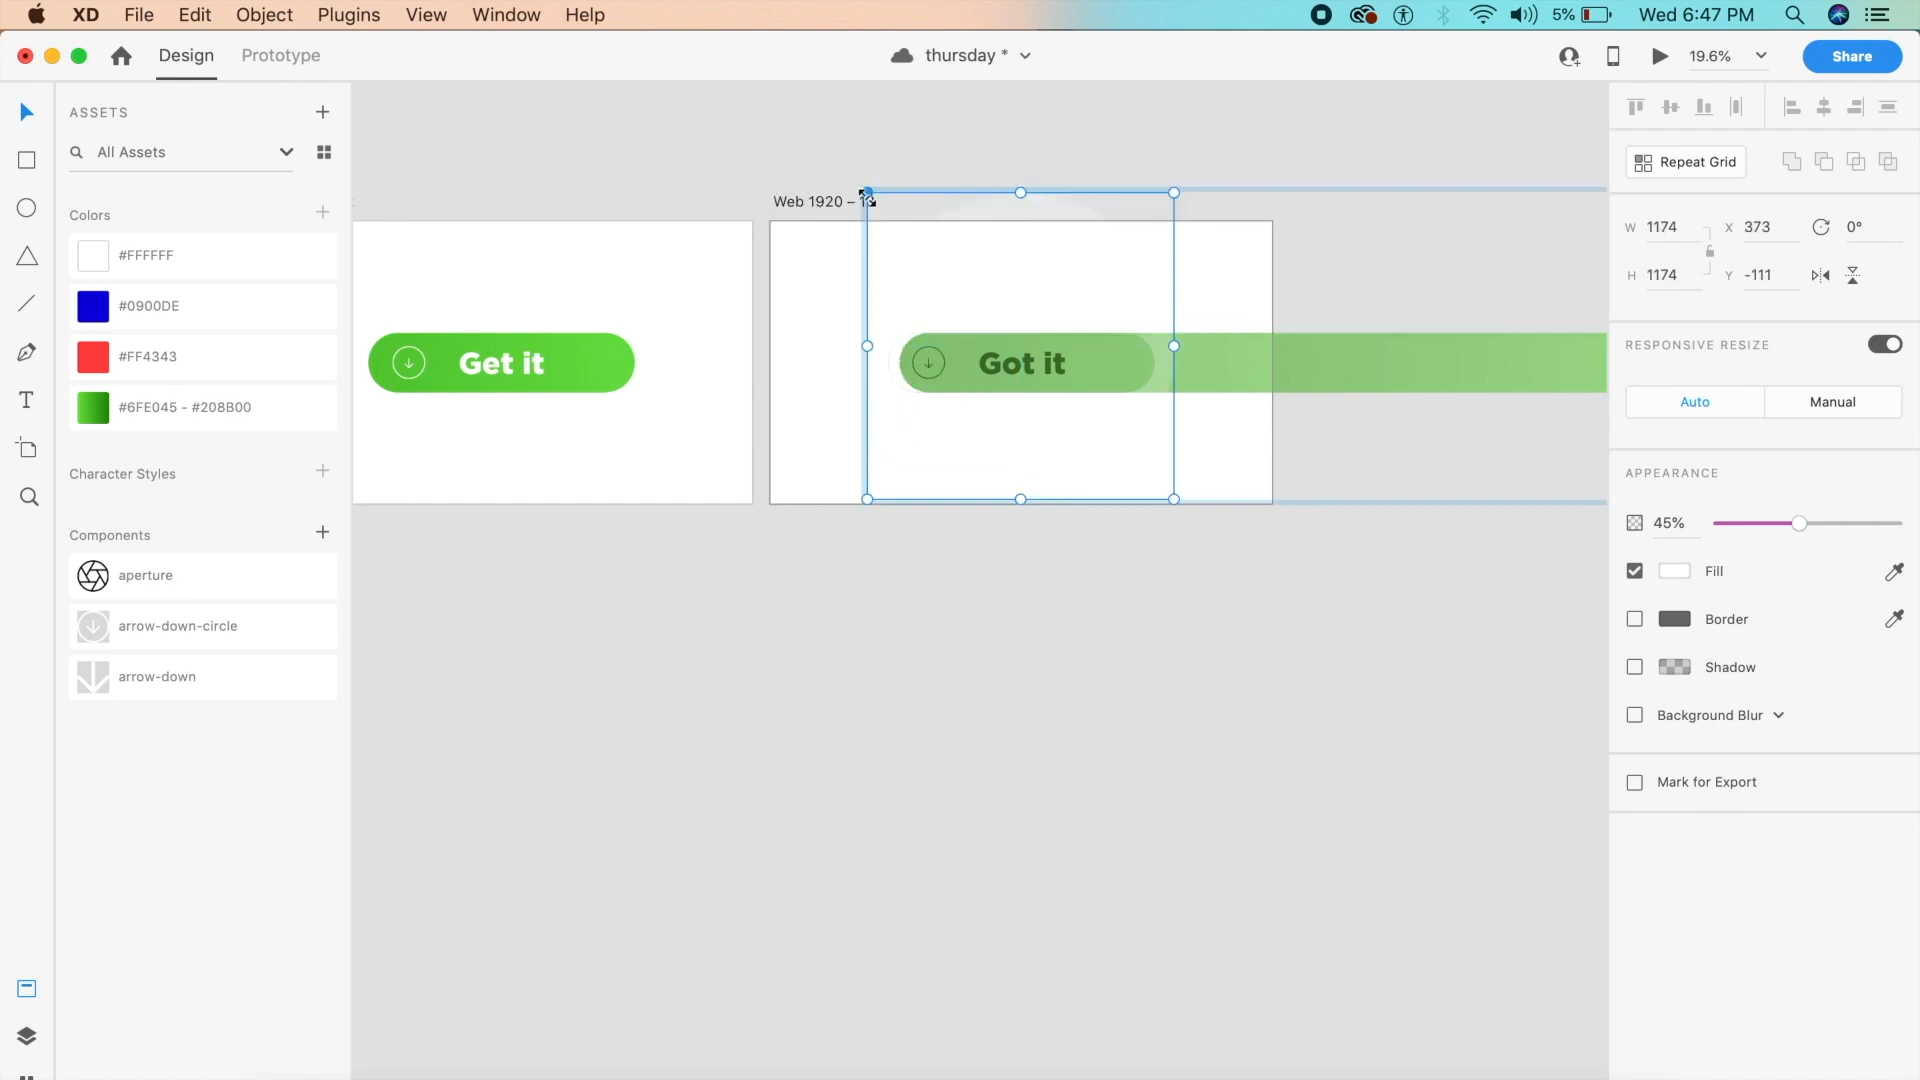 XD File Edit Object Plugins View Window Help
5% Wed 6:47 PM
Design Prototype
thursday *
19.6%
Share
ASSETS
All Assets
Colors
#FFFFFF
#0900DE
#FF4343
#6FE045 - #208B00
Character Styles
Components
aperture
arrow-down-circle
arrow-down
Web 1920 –
Get it
Got it
Repeat Grid
W 1174 X 373 0°
H 1174 Y -111
RESPONSIVE RESIZE
Auto Manual
APPEARANCE
45%
Fill
Border
Shadow
Background Blur
Mark for Export